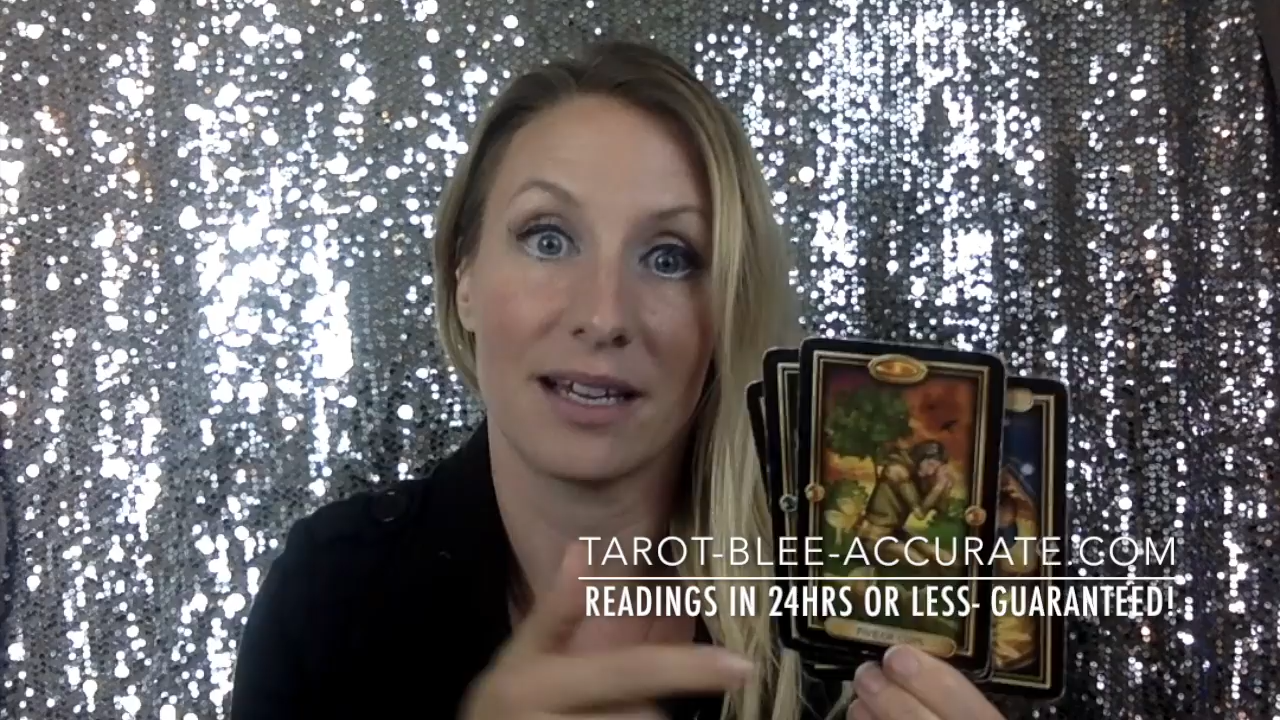 TAROT-BLEE-ACCURATE.COM
READINGS IN 24HRS OR LESS- GUARANTEED!